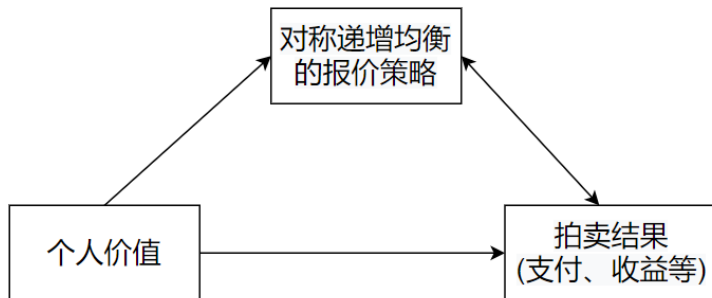 对称递增均衡
的报价策略
个人价值
拍卖结果
(支付、收益等)